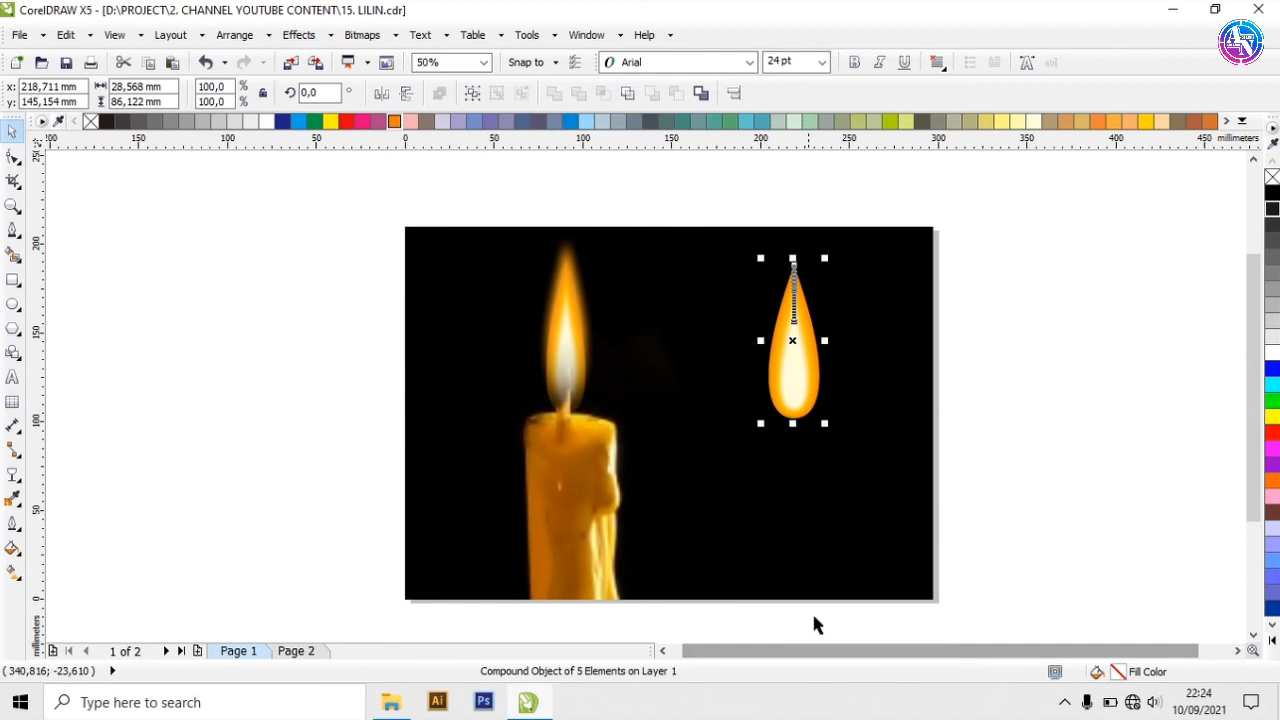 CorelDRAW X5 - [D:\PROJECT\2. CHANNEL YOUTUBE CONTENT\15. LILIN.cdr]
File Edit View Layout Arrange Effects Bitmaps Text Table Tools Window Help
50% Snap to Arial 24 pt
x: 218,711 mm 28,568 mm 100,0 % 0,0
y: 145,154 mm 86,122 mm 100,0 %
150 100 50 50 100 150 200 250 300 350 400 450 millimeters
200
150
100
50
0
millimeters
1 of 2 Page 1 Page 2
( 340,816; -23,610 ) Compound Object of 5 Elements on Layer 1 Fill Color
Type here to search Ai Ps 22:24
10/09/2021